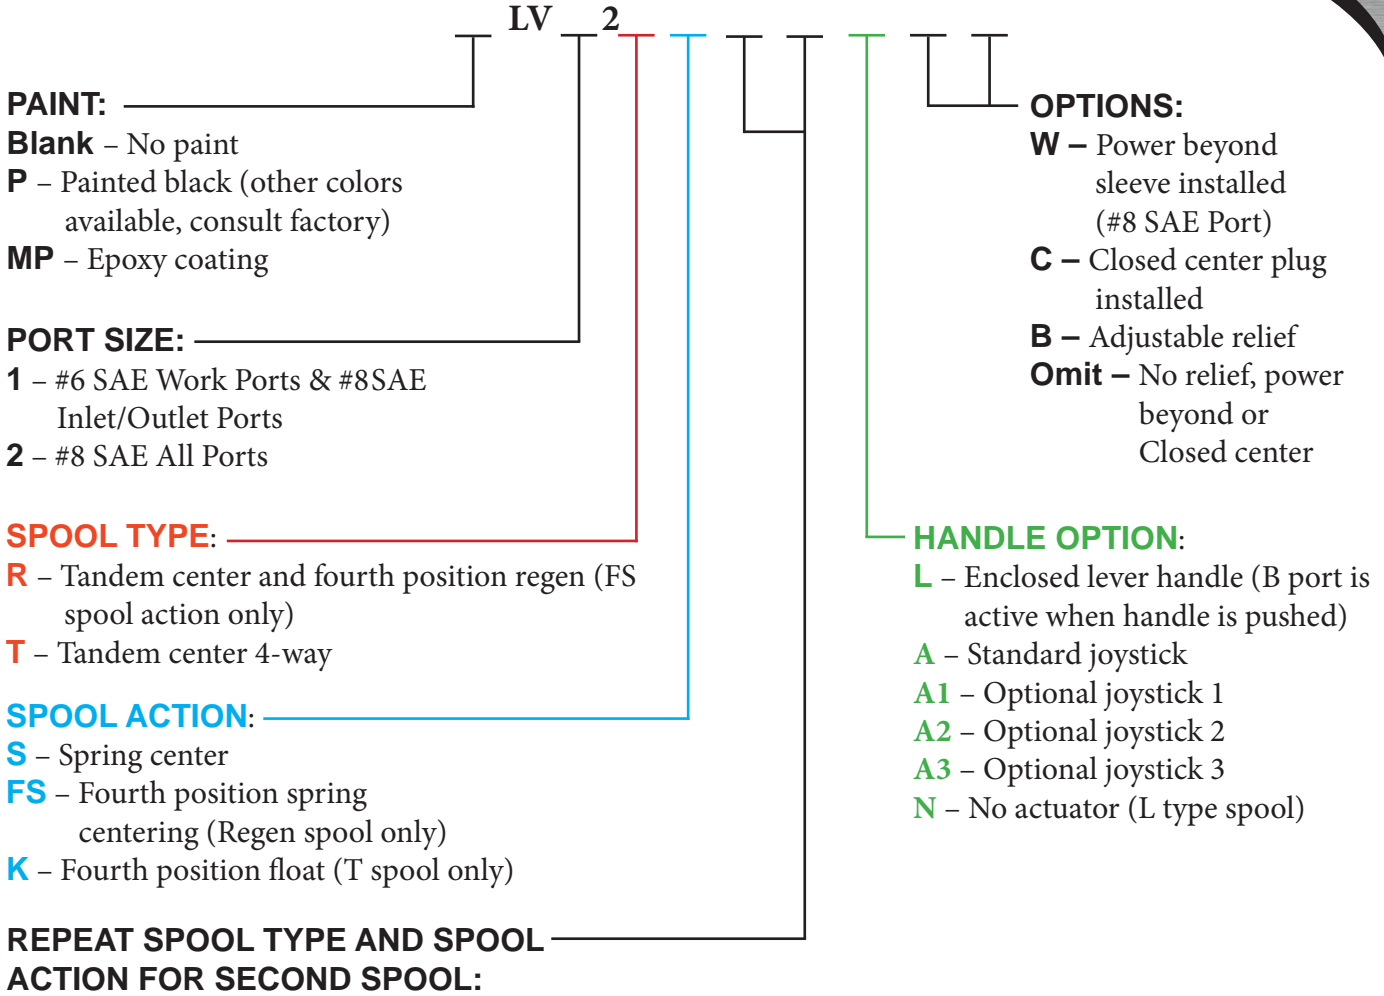 LV 2
PAINT:
Blank – No paint
P – Painted black (other colors
available, consult factory)
MP – Epoxy coating
PORT SIZE:
1 – #6 SAE Work Ports & #8SAE
Inlet/Outlet Ports
2 – #8 SAE All Ports
SPOOL TYPE:
R – Tandem center and fourth position regen (FS
spool action only)
T – Tandem center 4-way
SPOOL ACTION:
S – Spring center
FS – Fourth position spring
centering (Regen spool only)
K – Fourth position float (T spool only)
REPEAT SPOOL TYPE AND SPOOL
ACTION FOR SECOND SPOOL:
OPTIONS:
W – Power beyond
sleeve installed
(#8 SAE Port)
C – Closed center plug
installed
B – Adjustable relief
Omit – No relief, power
beyond or
Closed center
HANDLE OPTION:
L – Enclosed lever handle (B port is
active when handle is pushed)
A – Standard joystick
A1 – Optional joystick 1
A2 – Optional joystick 2
A3 – Optional joystick 3
N – No actuator (L type spool)